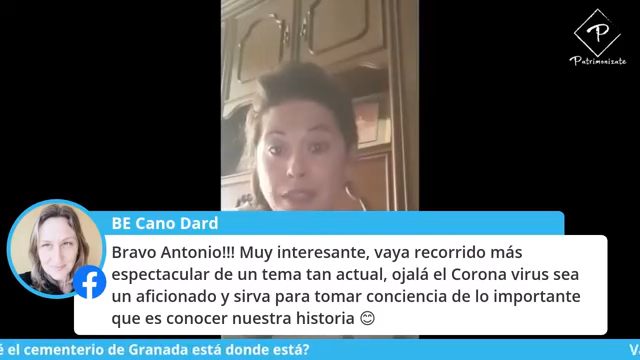 Patrimonízate
BE Cano Dard
Bravo Antonio!!! Muy interesante, vaya recorrido más
espectacular de un tema tan actual, ojalá el Corona virus sea
un aficionado y sirva para tomar conciencia de lo importante
que es conocer nuestra historia 😊
é el cementerio de Granada está donde está?